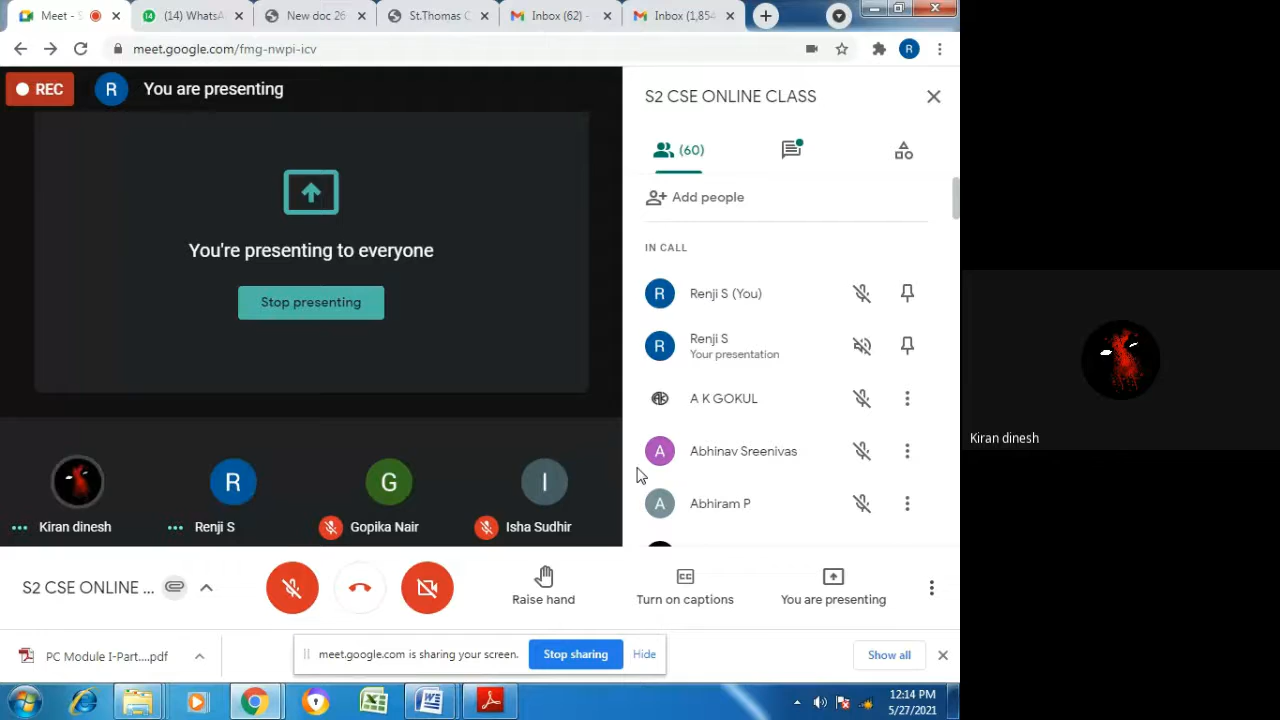 Meet - S
(14) WhatsA
New doc 26
St.Thomas C
Inbox (62) -
Inbox (1,854
meet.google.com/fmg-nwpi-icv
R
REC
R
You are presenting
You're presenting to everyone
Stop presenting
S2 CSE ONLINE CLASS
(60)
Add people
IN CALL
R
Renji S (You)
R
Renji S
Your presentation
AK
A K GOKUL
A
Abhinav Sreenivas
A
Abhiram P
R
G
I
Kiran dinesh
Renji S
Gopika Nair
Isha Sudhir
Kiran dinesh
S2 CSE ONLINE ...
Raise hand
CC
Turn on captions
You are presenting
PC Module I-Part....pdf
meet.google.com is sharing your screen.
Stop sharing
Hide
Show all
12:14 PM
5/27/2021